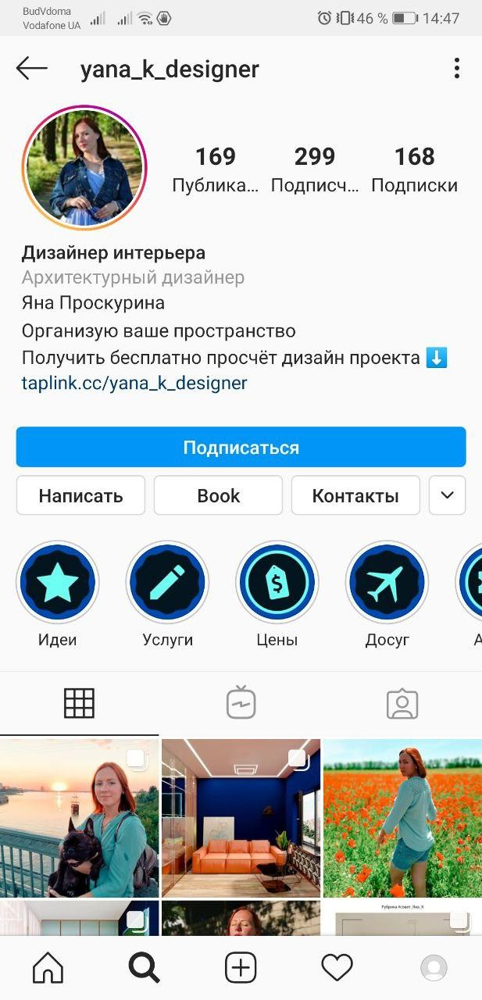 BudVdoma
Vodafone UA
46 % 14:47
yana_k_designer
169 299 168
Публика... Подписч... Подписки
Дизайнер интерьера
Архитектурный дизайнер
Яна Проскурина
Организую ваше пространство
Получить бесплатно просчёт дизайн проекта ⬇️
taplink.cc/yana_k_designer
Подписаться
Написать Book Контакты
Идеи Услуги Цены Досуг А
Рубрика #совет_Яна_К